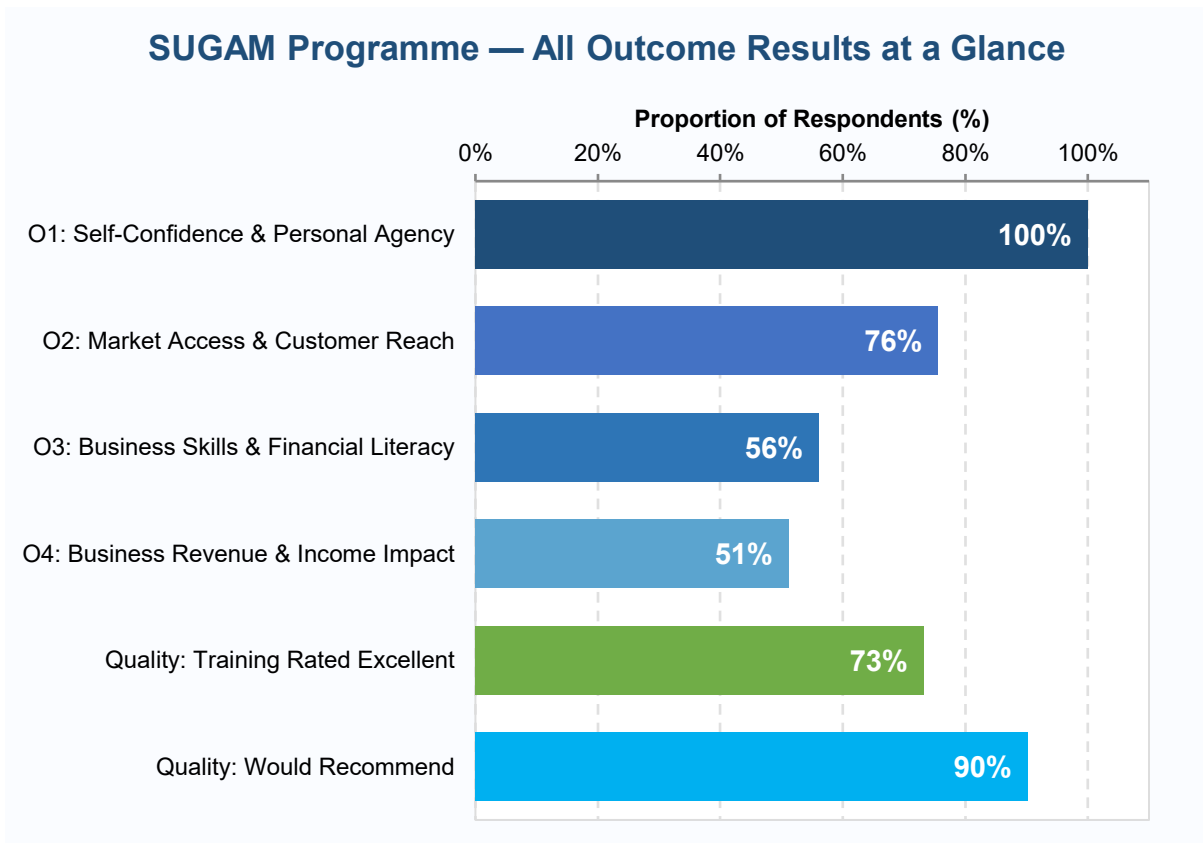 SUGAM Programme — All Outcome Results at a Glance
Proportion of Respondents (%)
0% 20% 40% 60% 80% 100%
O1: Self-Confidence & Personal Agency 100%
O2: Market Access & Customer Reach 76%
O3: Business Skills & Financial Literacy 56%
O4: Business Revenue & Income Impact 51%
Quality: Training Rated Excellent 73%
Quality: Would Recommend 90%